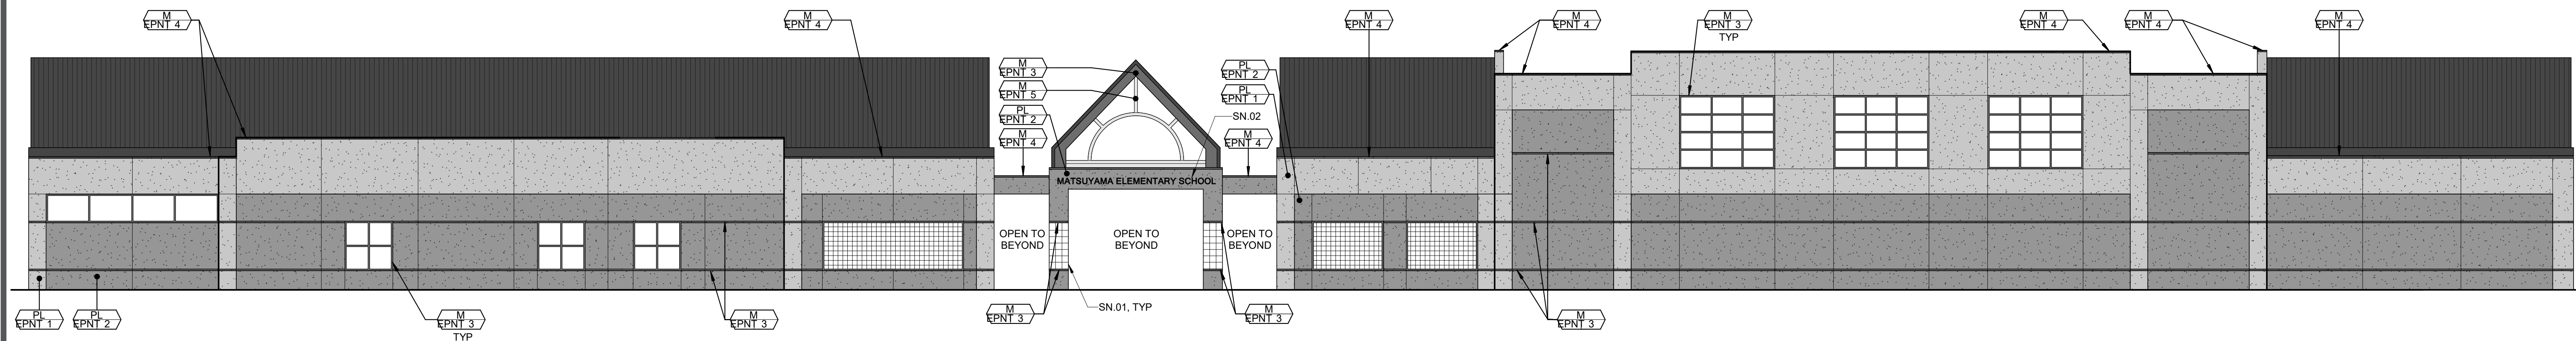 M
EPNT 4
M
EPNT 4
M
EPNT 4
M
EPNT 4
M
EPNT 3
TYP
M
EPNT 4
M
EPNT 4
M
EPNT 4
M
EPNT 3
M
EPNT 5
PL
EPNT 2
M
EPNT 4
PL
EPNT 2
PL
EPNT 1
SN.02
M
EPNT 4
MATSUYAMA ELEMENTARY SCHOOL
OPEN TO
BEYOND
OPEN TO
BEYOND
OPEN TO
BEYOND
PL
EPNT 1
PL
EPNT 2
M
EPNT 3
TYP
M
EPNT 3
M
EPNT 3
SN.01, TYP
M
EPNT 3
M
EPNT 3